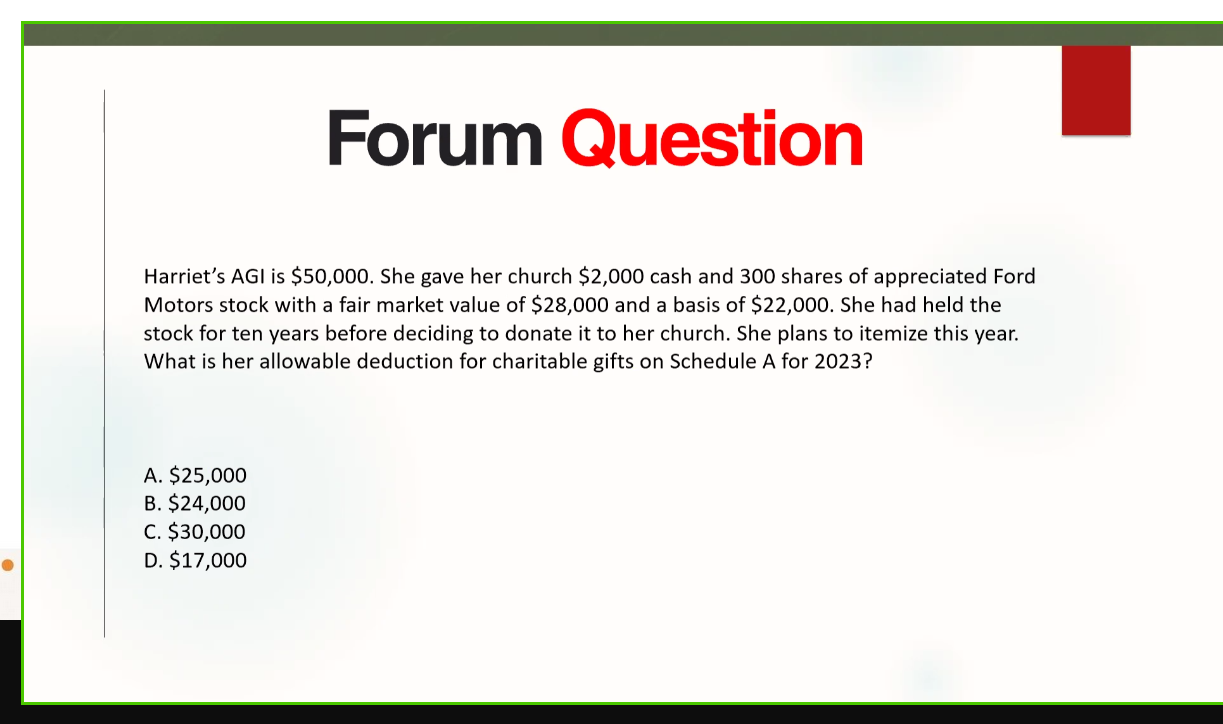 Forum Question
Harriet’s AGI is $50,000. She gave her church $2,000 cash and 300 shares of appreciated Ford
Motors stock with a fair market value of $28,000 and a basis of $22,000. She had held the
stock for ten years before deciding to donate it to her church. She plans to itemize this year.
What is her allowable deduction for charitable gifts on Schedule A for 2023?
A. $25,000
B. $24,000
C. $30,000
D. $17,000